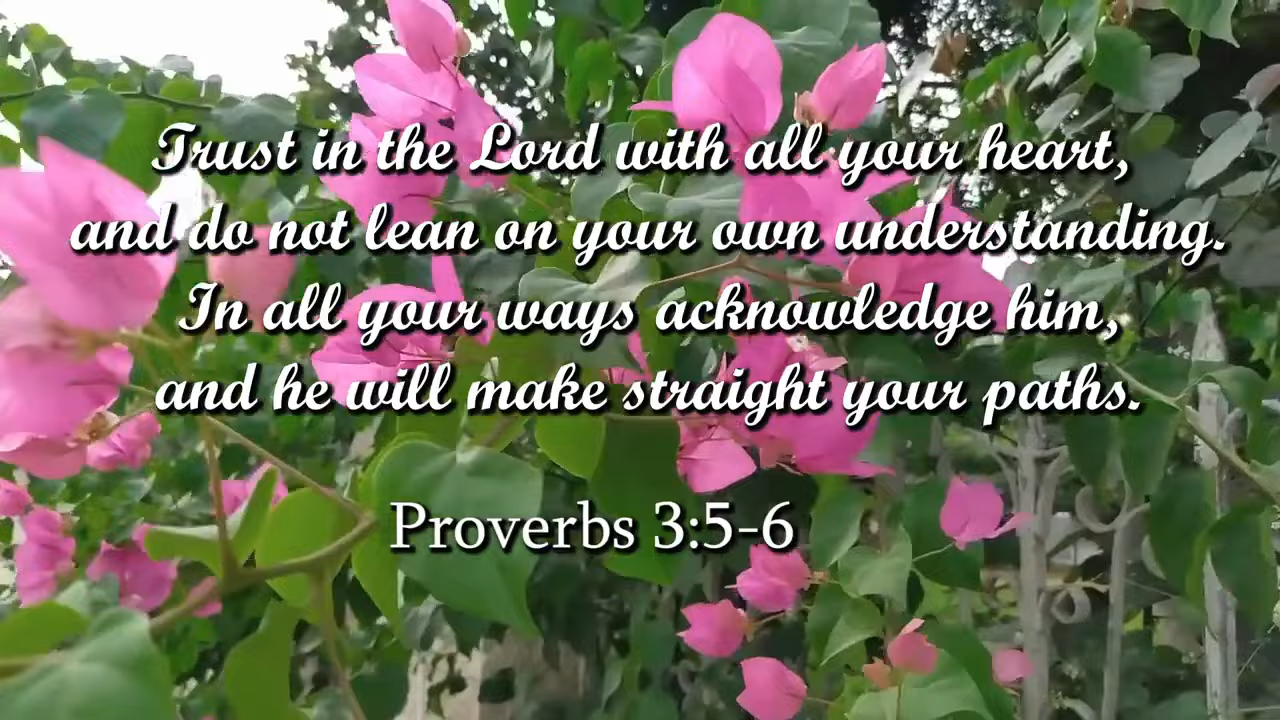 Trust in the Lord with all your heart,
and do not lean on your own understanding.
In all your ways acknowledge him,
and he will make straight your paths.
Proverbs 3:5-6